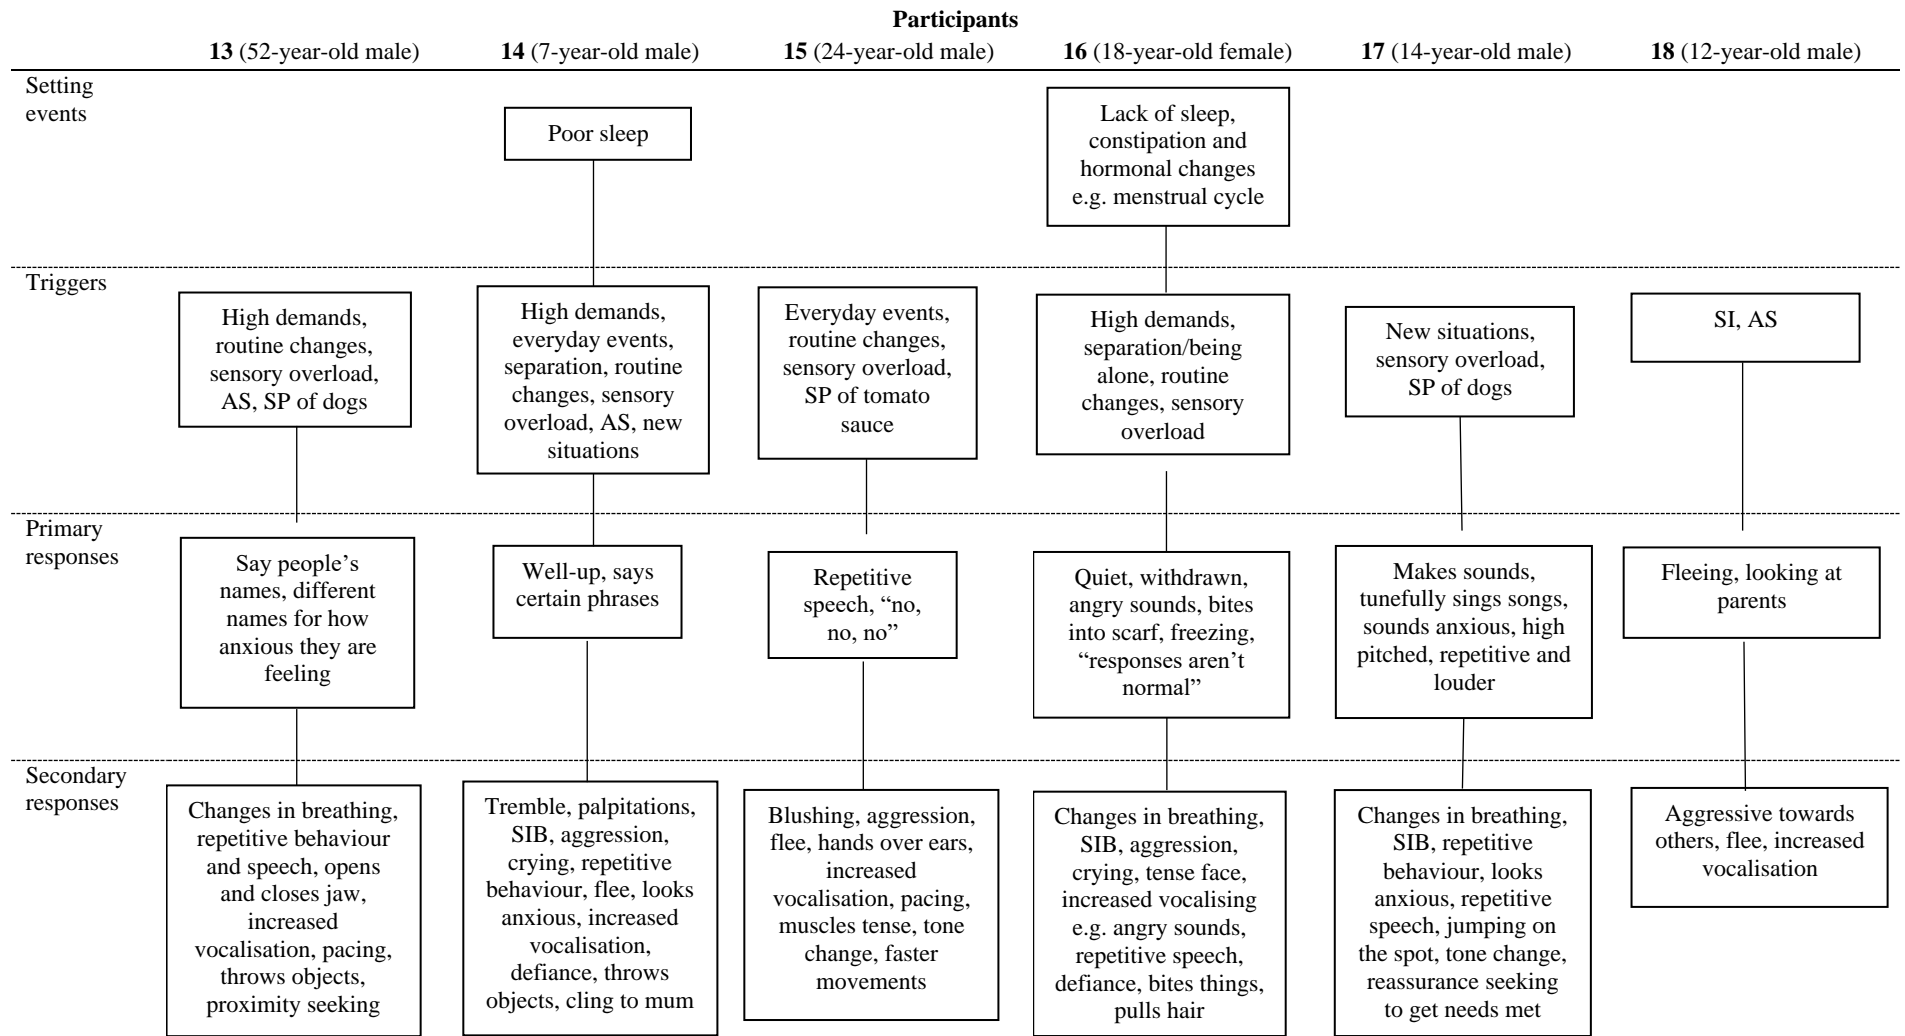 Participants
13 (52-year-old male)
14 (7-year-old male)
15 (24-year-old male)
16 (18-year-old female)
17 (14-year-old male)
18 (12-year-old male)
Setting
events
Poor sleep
Lack of sleep,
constipation and
hormonal changes
e.g. menstrual cycle
Triggers
High demands,
routine changes,
sensory overload,
AS, SP of dogs
High demands,
everyday events,
separation, routine
changes, sensory
overload, AS, new
situations
Everyday events,
routine changes,
sensory overload,
SP of tomato
sauce
High demands,
separation/being
alone, routine
changes, sensory
overload
New situations,
sensory overload,
SP of dogs
SI, AS
Primary
responses
Say people’s
names, different
names for how
anxious they are
feeling
Well-up, says
certain phrases
Repetitive
speech, “no,
no, no”
Quiet, withdrawn,
angry sounds, bites
into scarf, freezing,
“responses aren’t
normal”
Makes sounds,
tunefully sings songs,
sounds anxious, high
pitched, repetitive and
louder
Fleeing, looking at
parents
Secondary
responses
Changes in breathing,
repetitive behaviour
and speech, opens
and closes jaw,
increased
vocalisation, pacing,
throws objects,
proximity seeking
Tremble, palpitations,
SIB, aggression,
crying, repetitive
behaviour, flee, looks
anxious, increased
vocalisation,
defiance, throws
objects, cling to mum
Blushing, aggression,
flee, hands over ears,
increased
vocalisation, pacing,
muscles tense, tone
change, faster
movements
Changes in breathing,
SIB, aggression,
crying, tense face,
increased vocalising
e.g. angry sounds,
repetitive speech,
defiance, bites things,
pulls hair
Changes in breathing,
SIB, repetitive
behaviour, looks
anxious, repetitive
speech, jumping on
the spot, tone change,
reassurance seeking
to get needs met
Aggressive towards
others, flee, increased
vocalisation